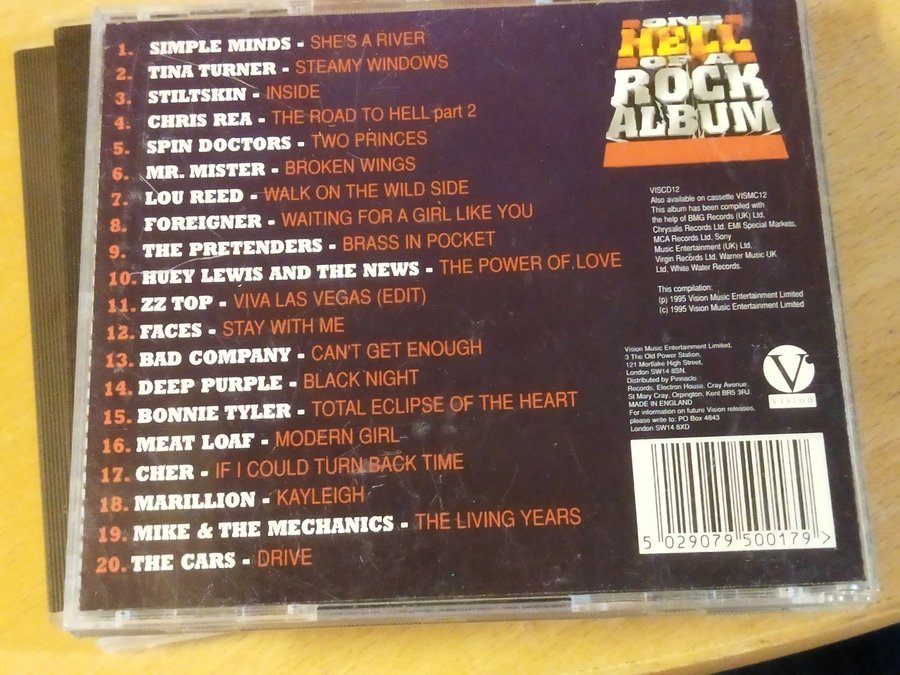 1. SIMPLE MINDS - SHE'S A RIVER
2. TINA TURNER - STEAMY WINDOWS
3. STILTSKIN - INSIDE
4. CHRIS REA - THE ROAD TO HELL part 2
5. SPIN DOCTORS - TWO PRINCES
6. MR. MISTER - BROKEN WINGS
7. LOU REED - WALK ON THE WILD SIDE
8. FOREIGNER - WAITING FOR A GIRL LIKE YOU
9. THE PRETENDERS - BRASS IN POCKET
10. HUEY LEWIS AND THE NEWS - THE POWER OF LOVE
11. ZZ TOP - VIVA LAS VEGAS (EDIT)
12. FACES - STAY WITH ME
13. BAD COMPANY - CAN'T GET ENOUGH
14. DEEP PURPLE - BLACK NIGHT
15. BONNIE TYLER - TOTAL ECLIPSE OF THE HEART
16. MEAT LOAF - MODERN GIRL
17. CHER - IF I COULD TURN BACK TIME
18. MARILLION - KAYLEIGH
19. MIKE & THE MECHANICS - THE LIVING YEARS
20. THE CARS - DRIVE
ONE
HELL
OF A
ROCK
ALBUM
VISCD12
Also available on cassette VISMC12
This album has been compiled with
the help of BMG Records (UK) Ltd,
Chrysalis Records Ltd, EMI Special Markets,
MCA Records Ltd, Sony
Music Entertainment (UK) Ltd,
Virgin Records Ltd, Warner Music UK
Ltd, White Water Records.
This compilation:
(p) 1995 Vision Music Entertainment Limited
(c) 1995 Vision Music Entertainment Limited
Vision Music Entertainment Limited,
3 The Old Power Station,
121 Mortlake High Street,
London SW14 8SN.
Distributed by Pinnacle
Records, Electron House, Cray Avenue,
St Mary Cray, Orpington, Kent BR5 3RJ.
MADE IN ENGLAND
For information on future Vision releases,
please write to: PO Box 4843
London SW14 8XD
V
VISION
5 029079 500179 >